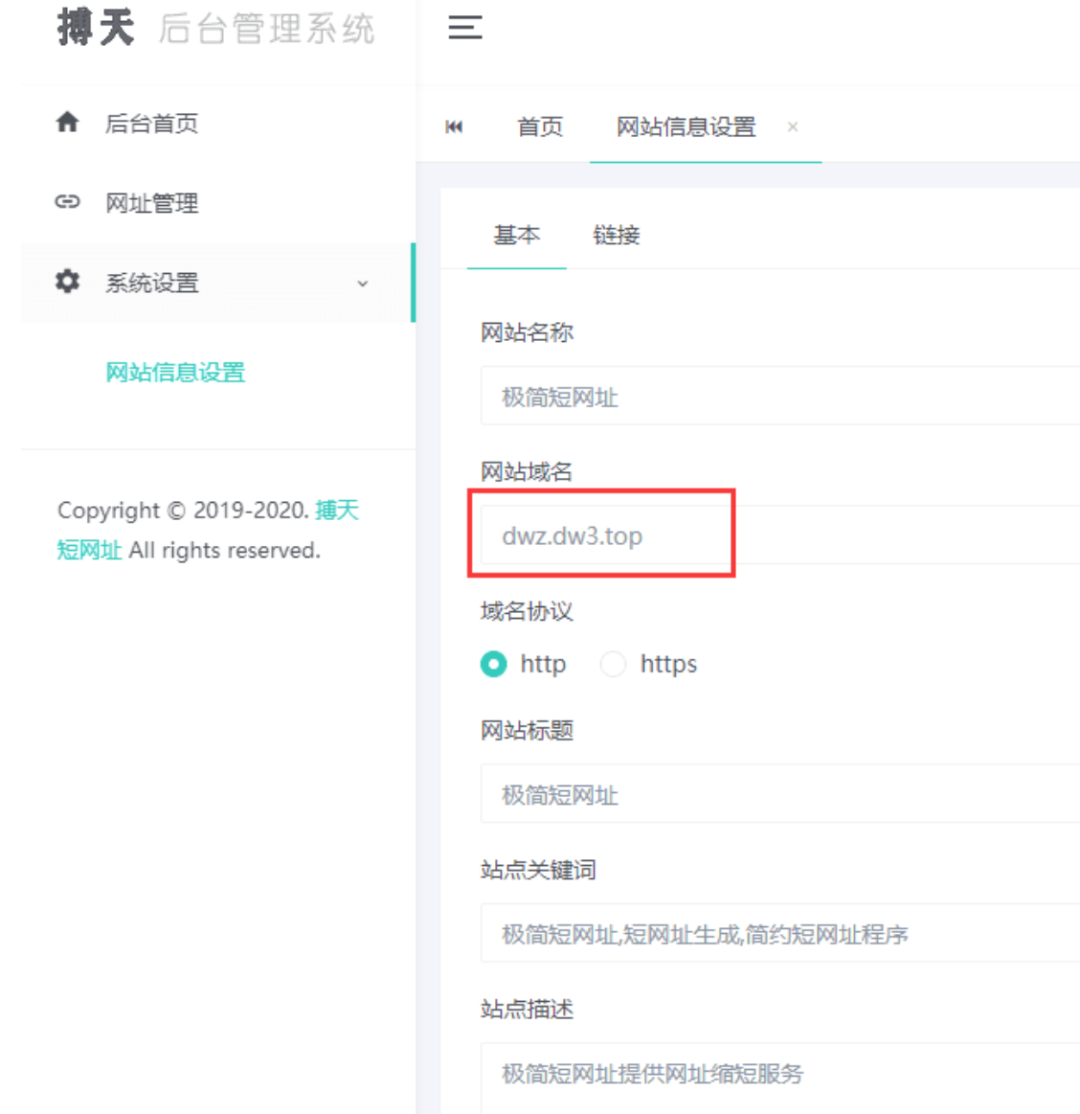 搏天 后台管理系统
后台首页
网址管理
系统设置
网站信息设置
Copyright © 2019-2020. 搏天
短网址 All rights reserved.
首页 网站信息设置 ×
基本 链接
网站名称
极简短网址
网站域名
dwz.dw3.top
域名协议
http https
网站标题
极简短网址
站点关键词
极简短网址,短网址生成,简约短网址程序
站点描述
极简短网址提供网址缩短服务